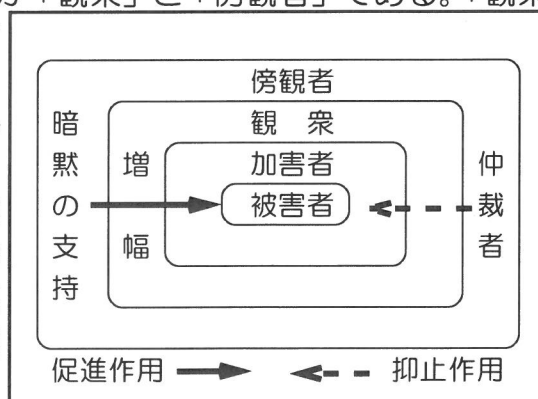 「観衆」と「傍観者」である。「観衆
傍観者
観 衆
加害者
被害者
暗黙の支持
増幅
仲裁者
促進作用
抑止作用